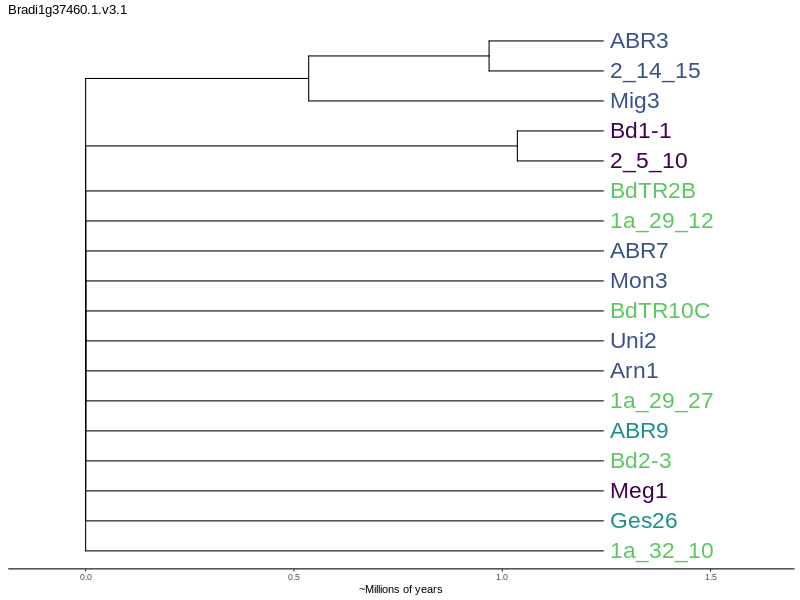 Bradi1g37460.1.v3.1
ABR3
2_14_15
Mig3
Bd1-1
2_5_10
BdTR2B
1a_29_12
ABR7
Mon3
BdTR10C
Uni2
Arn1
1a_29_27
ABR9
Bd2-3
Meg1
Ges26
1a_32_10
0.0 0.5 1.0 1.5
~Millions of years